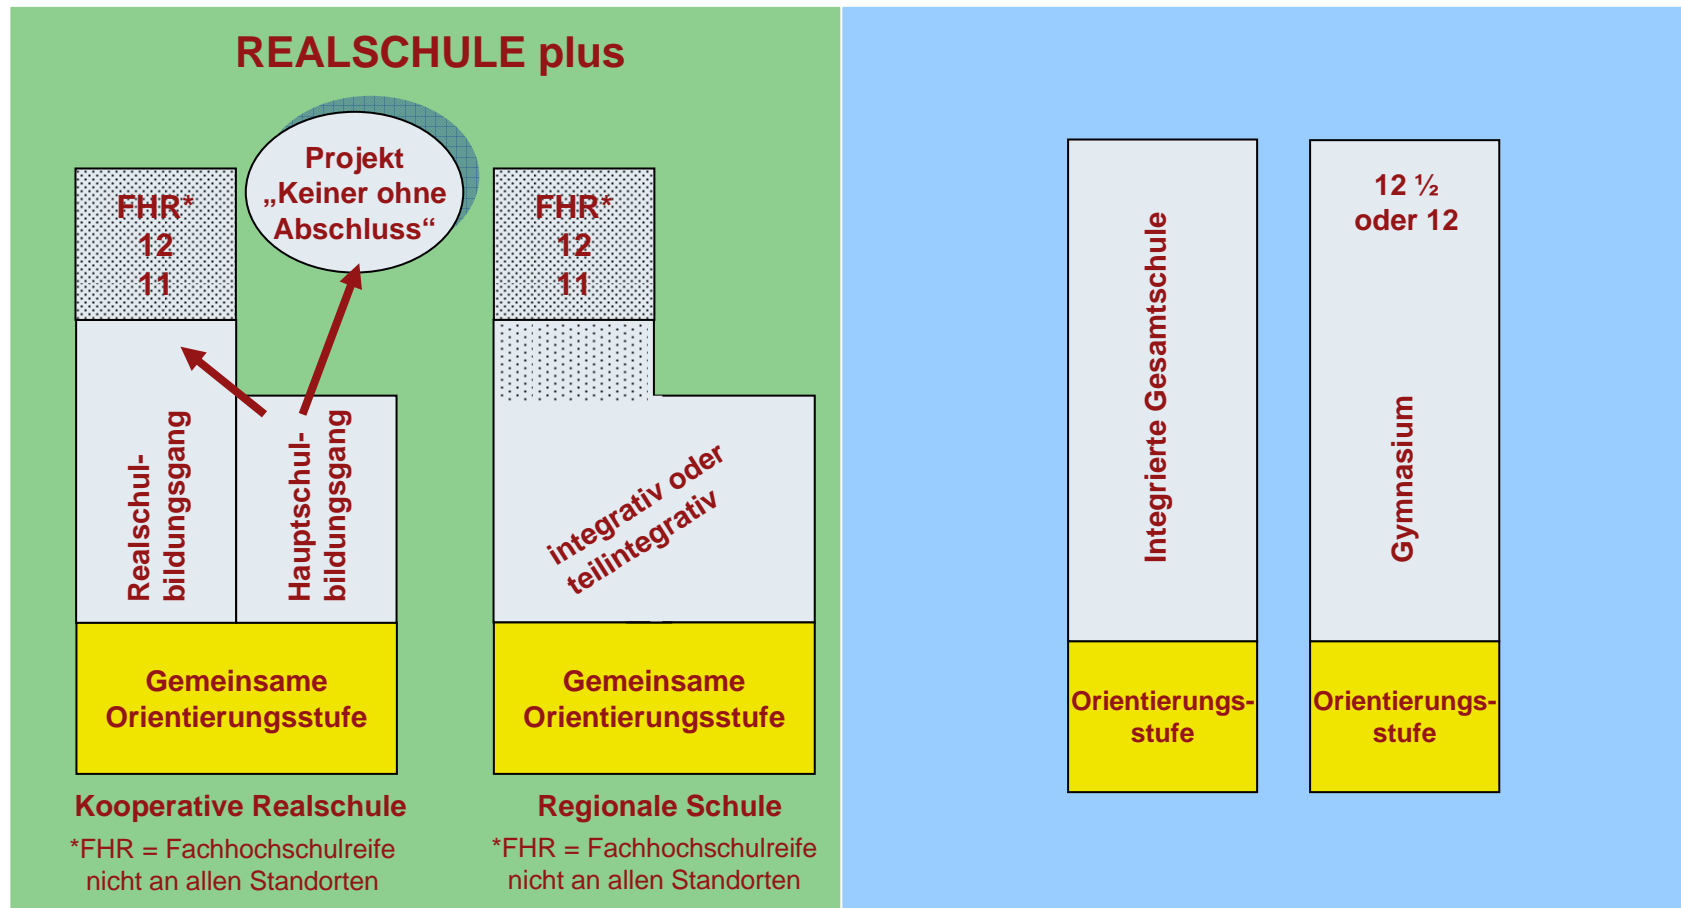 REALSCHULE plus
Projekt
„Keiner ohne
Abschluss“
FHR*
12
11
Realschul-
bildungsgang
Hauptschul-
bildungsgang
Gemeinsame
Orientierungsstufe
Kooperative Realschule
*FHR = Fachhochschulreife
nicht an allen Standorten
FHR*
12
11
integrativ oder
teilintegrativ
Gemeinsame
Orientierungsstufe
Regionale Schule
*FHR = Fachhochschulreife
nicht an allen Standorten
Integrierte Gesamtschule
Orientierungs-
stufe
12 ½
oder 12
Gymnasium
Orientierungs-
stufe